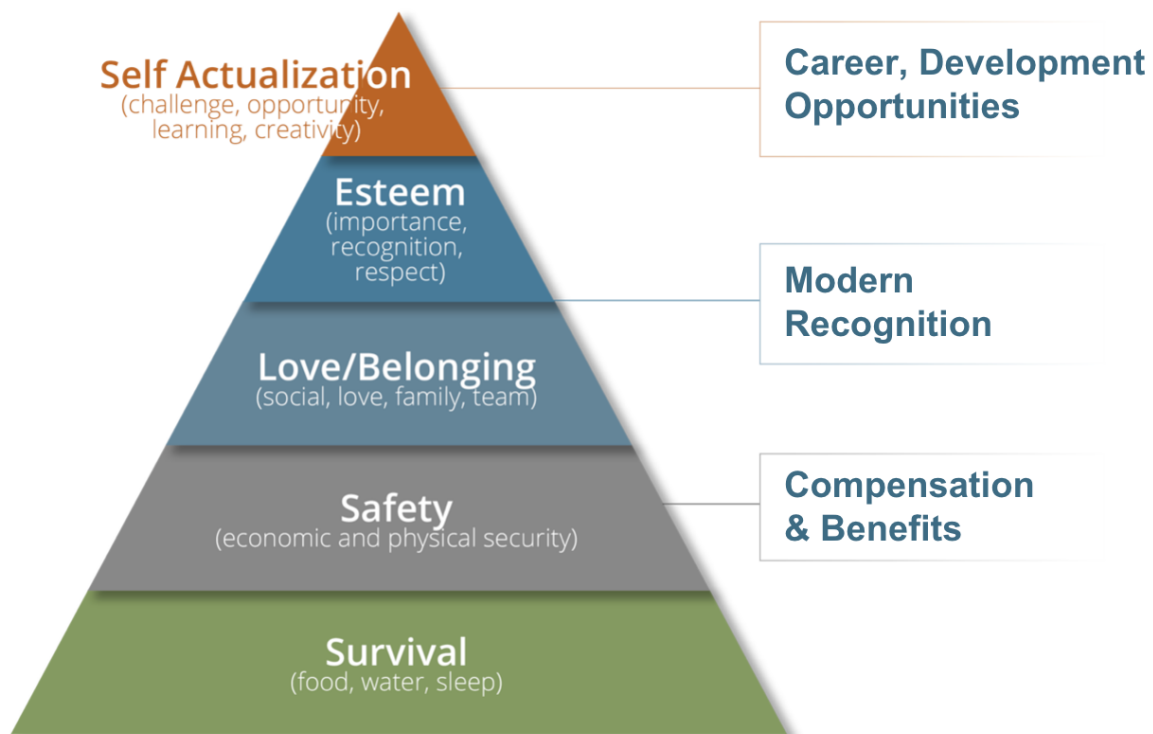 Self Actualization
(challenge, opportunity,
learning, creativity)
Career, Development
Opportunities
Esteem
(importance,
recognition,
respect)
Modern
Recognition
Love/Belonging
(social, love, family, team)
Safety
(economic and physical security)
Compensation
& Benefits
Survival
(food, water, sleep)